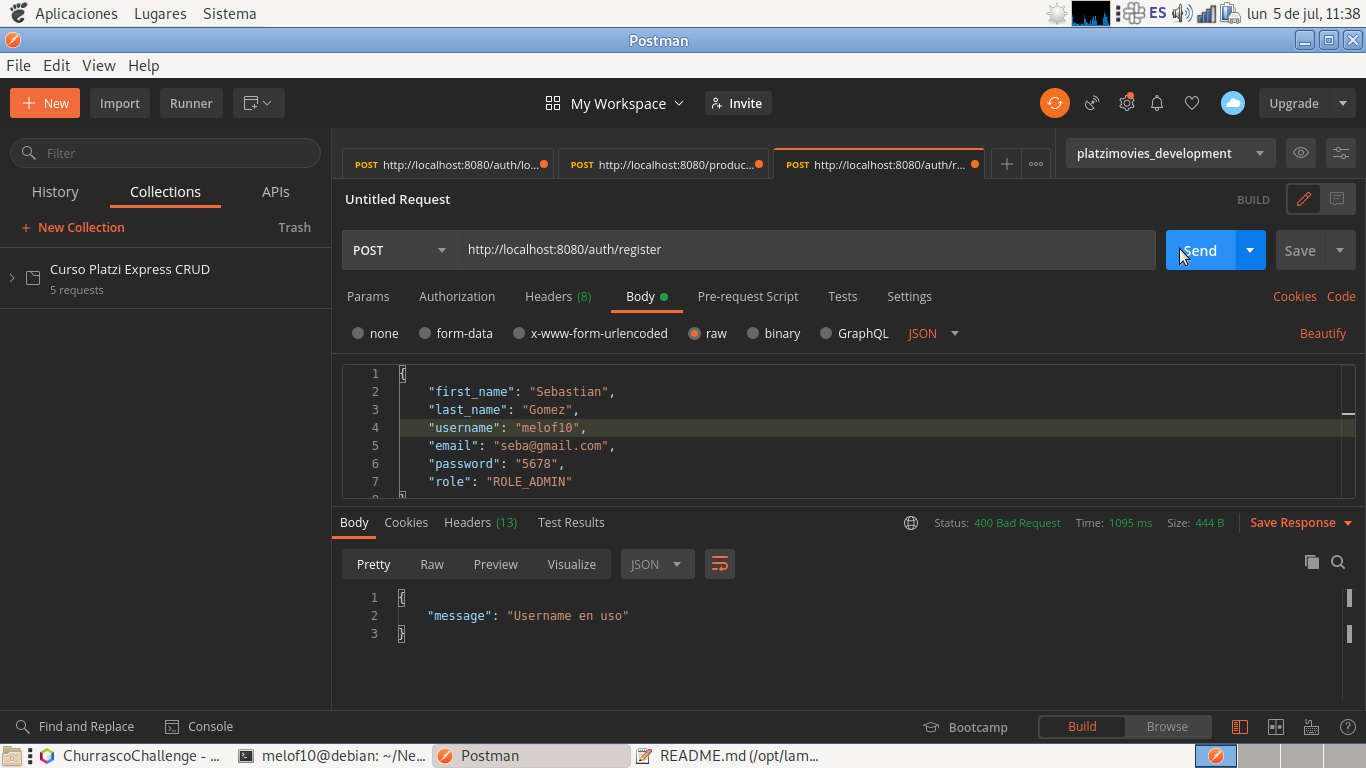 Aplicaciones Lugares Sistema ES lun 5 de jul, 11:38
Postman
File Edit View Help
+ New Import Runner My Workspace Invite Upgrade
Filter
POST http://localhost:8080/auth/lo... POST http://localhost:8080/produc... POST http://localhost:8080/auth/r... platzimovies_development
History Collections APIs
Untitled Request BUILD
+ New Collection Trash
POST http://localhost:8080/auth/register Send Save
Curso Platzi Express CRUD
5 requests
Params Authorization Headers (8) Body Pre-request Script Tests Settings Cookies Code
none form-data x-www-form-urlencoded raw binary GraphQL JSON Beautify
1 {
2 "first_name": "Sebastian",
3 "last_name": "Gomez",
4 "username": "melof10",
5 "email": "seba@gmail.com",
6 "password": "5678",
7 "role": "ROLE_ADMIN"
8 }
Body Cookies Headers (13) Test Results Status: 400 Bad Request Time: 1095 ms Size: 444 B Save Response
Pretty Raw Preview Visualize JSON
1 {
2 "message": "Username en uso"
3 }
Find and Replace Console Bootcamp Build Browse
ChurrascoChallenge - ... melof10@debian: ~/Ne... Postman README.md (/opt/lam...